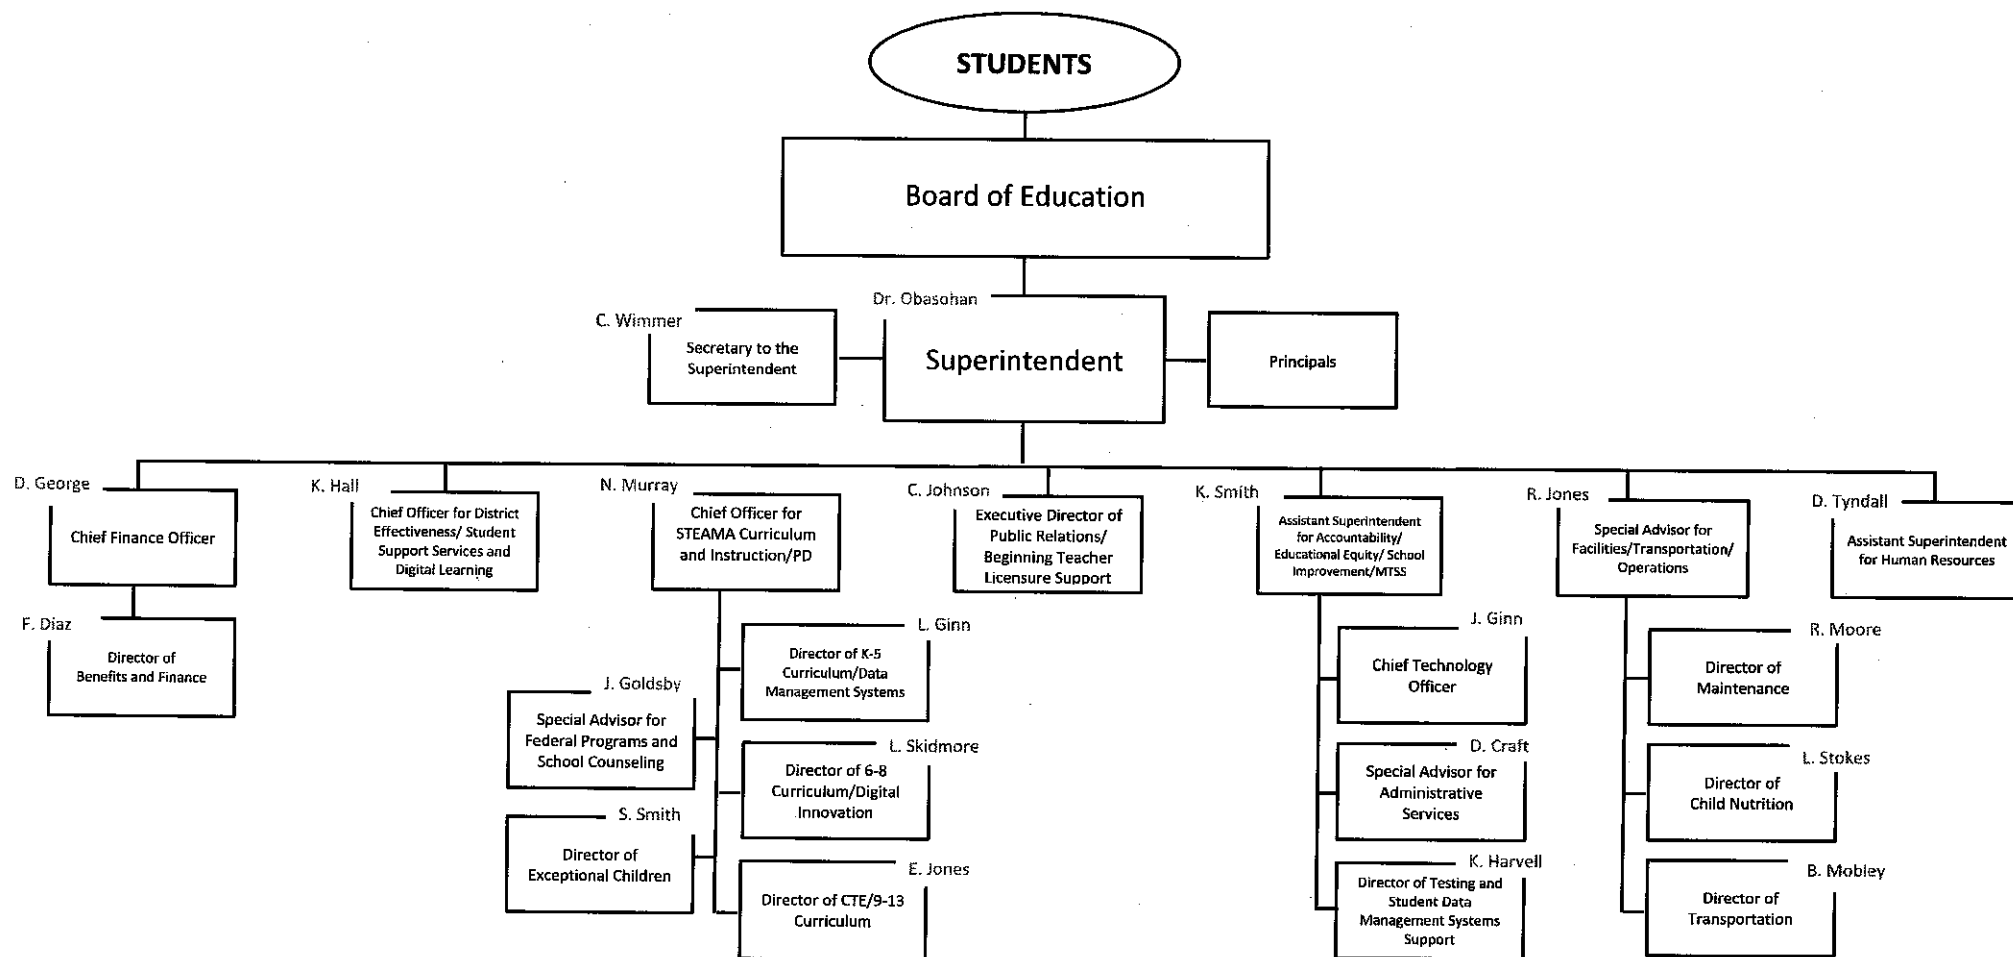 STUDENTS
Board of Education
Dr. Obasohan
Superintendent
C. Wimmer
Secretary to the
Superintendent
Principals
D. George
Chief Finance Officer
F. Diaz
Director of
Benefits and Finance
K. Hall
Chief Officer for District
Effectiveness/ Student
Support Services and
Digital Learning
N. Murray
Chief Officer for
STEAMA Curriculum
and Instruction/PD
L. Ginn
Director of K-5
Curriculum/Data
Management Systems
J. Goldsby
Special Advisor for
Federal Programs and
School Counseling
L. Skidmore
Director of 6-8
Curriculum/Digital
Innovation
S. Smith
Director of
Exceptional Children
E. Jones
Director of CTE/9-13
Curriculum
C. Johnson
Executive Director of
Public Relations/
Beginning Teacher
Licensure Support
K. Smith
Assistant Superintendent
for Accountability/
Educational Equity/ School
Improvement/MTSS
J. Ginn
Chief Technology
Officer
D. Craft
Special Advisor for
Administrative
Services
K. Harvell
Director of Testing and
Student Data
Management Systems
Support
R. Jones
Special Advisor for
Facilities/Transportation/
Operations
R. Moore
Director of
Maintenance
L. Stokes
Director of
Child Nutrition
B. Mobley
Director of
Transportation
D. Tyndall
Assistant Superintendent
for Human Resources